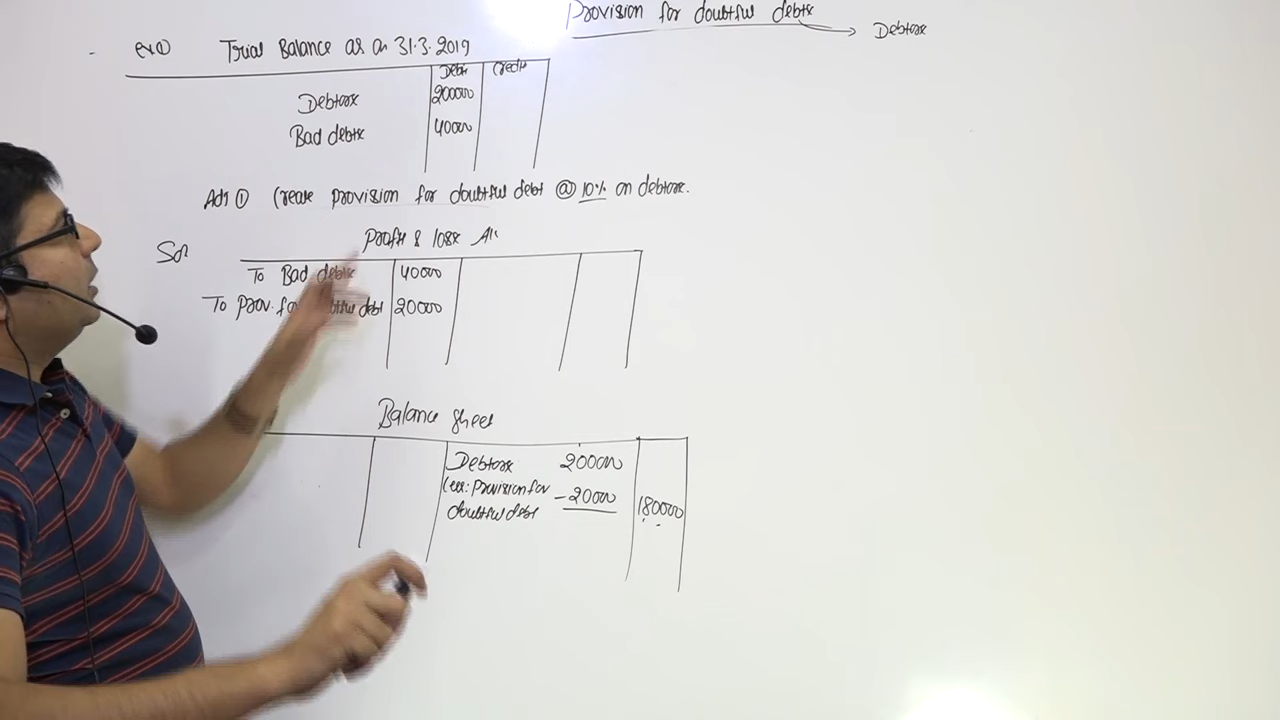 Provision for doubtful debts
Debtors
ex①
Trial Balance as on 31.3.2019
Debit Credit
Debtors 200000
Bad debts 40000
Adj ① Create provision for doubtful debt @ 10% on debtors.
Sol
Profit & loss A/c
To Bad debts 40000
To Prov. for doubtful debt 20000
Balance Sheet
Debtors 200000
Less: Provision for
doubtful debt -20000 180000